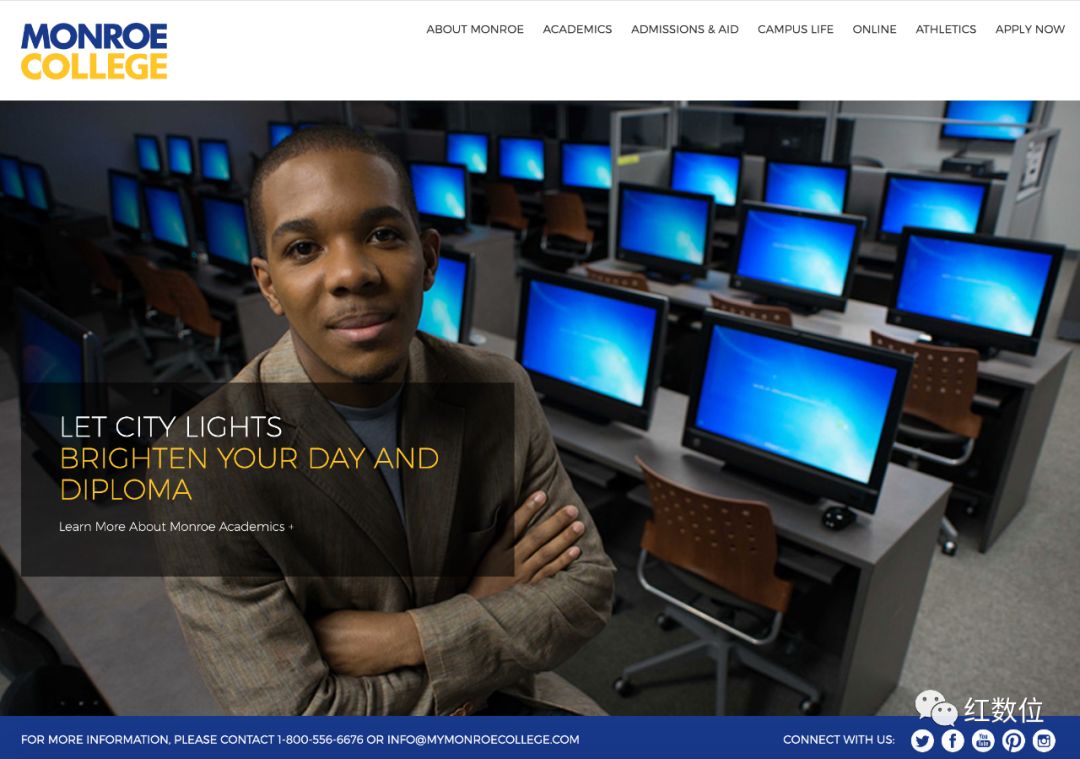 MONROE
COLLEGE
ABOUT MONROE ACADEMICS ADMISSIONS & AID CAMPUS LIFE ONLINE ATHLETICS APPLY NOW
LET CITY LIGHTS
BRIGHTEN YOUR DAY AND
DIPLOMA
Learn More About Monroe Academics +
红数位
FOR MORE INFORMATION, PLEASE CONTACT 1-800-556-6676 OR INFO@MYMONROECOLLEGE.COM
CONNECT WITH US:
You
Tube